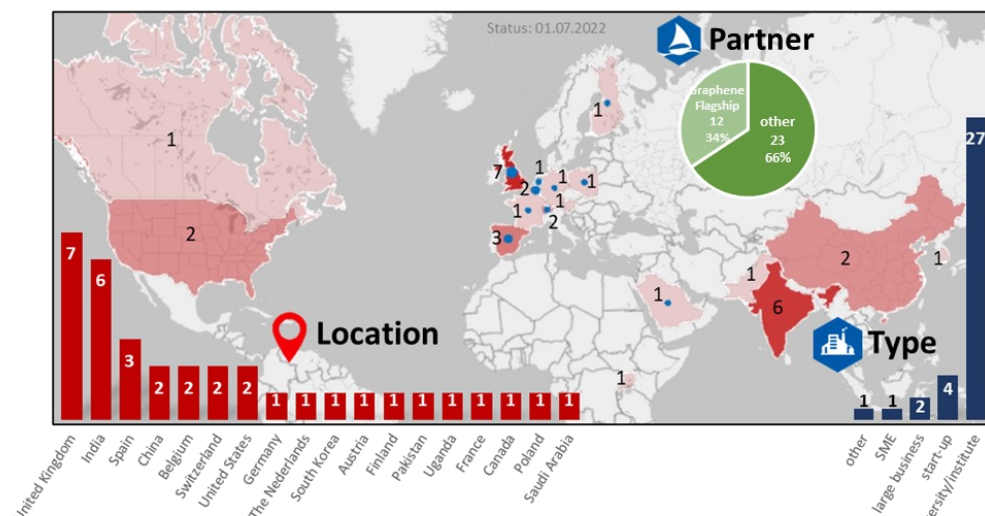 Status: 01.07.2022
Partner
Graphene
Flagship
12
34%
other
23
66%
1
2
1
7
1
2
1
1
1
1
2
3
1
1
1
2
6
1
Location
Type
7
6
3
2
2
2
2
1
1
1
1
1
1
1
1
1
1
1
1
1
2
4
27
United Kingdom
India
Spain
China
Belgium
Switzerland
United States
Germany
The Netherlands
South Korea
Austria
Finland
Pakistan
Uganda
France
Canada
Poland
Saudi Arabia
other
SME
large business
start-up
ersity/institute